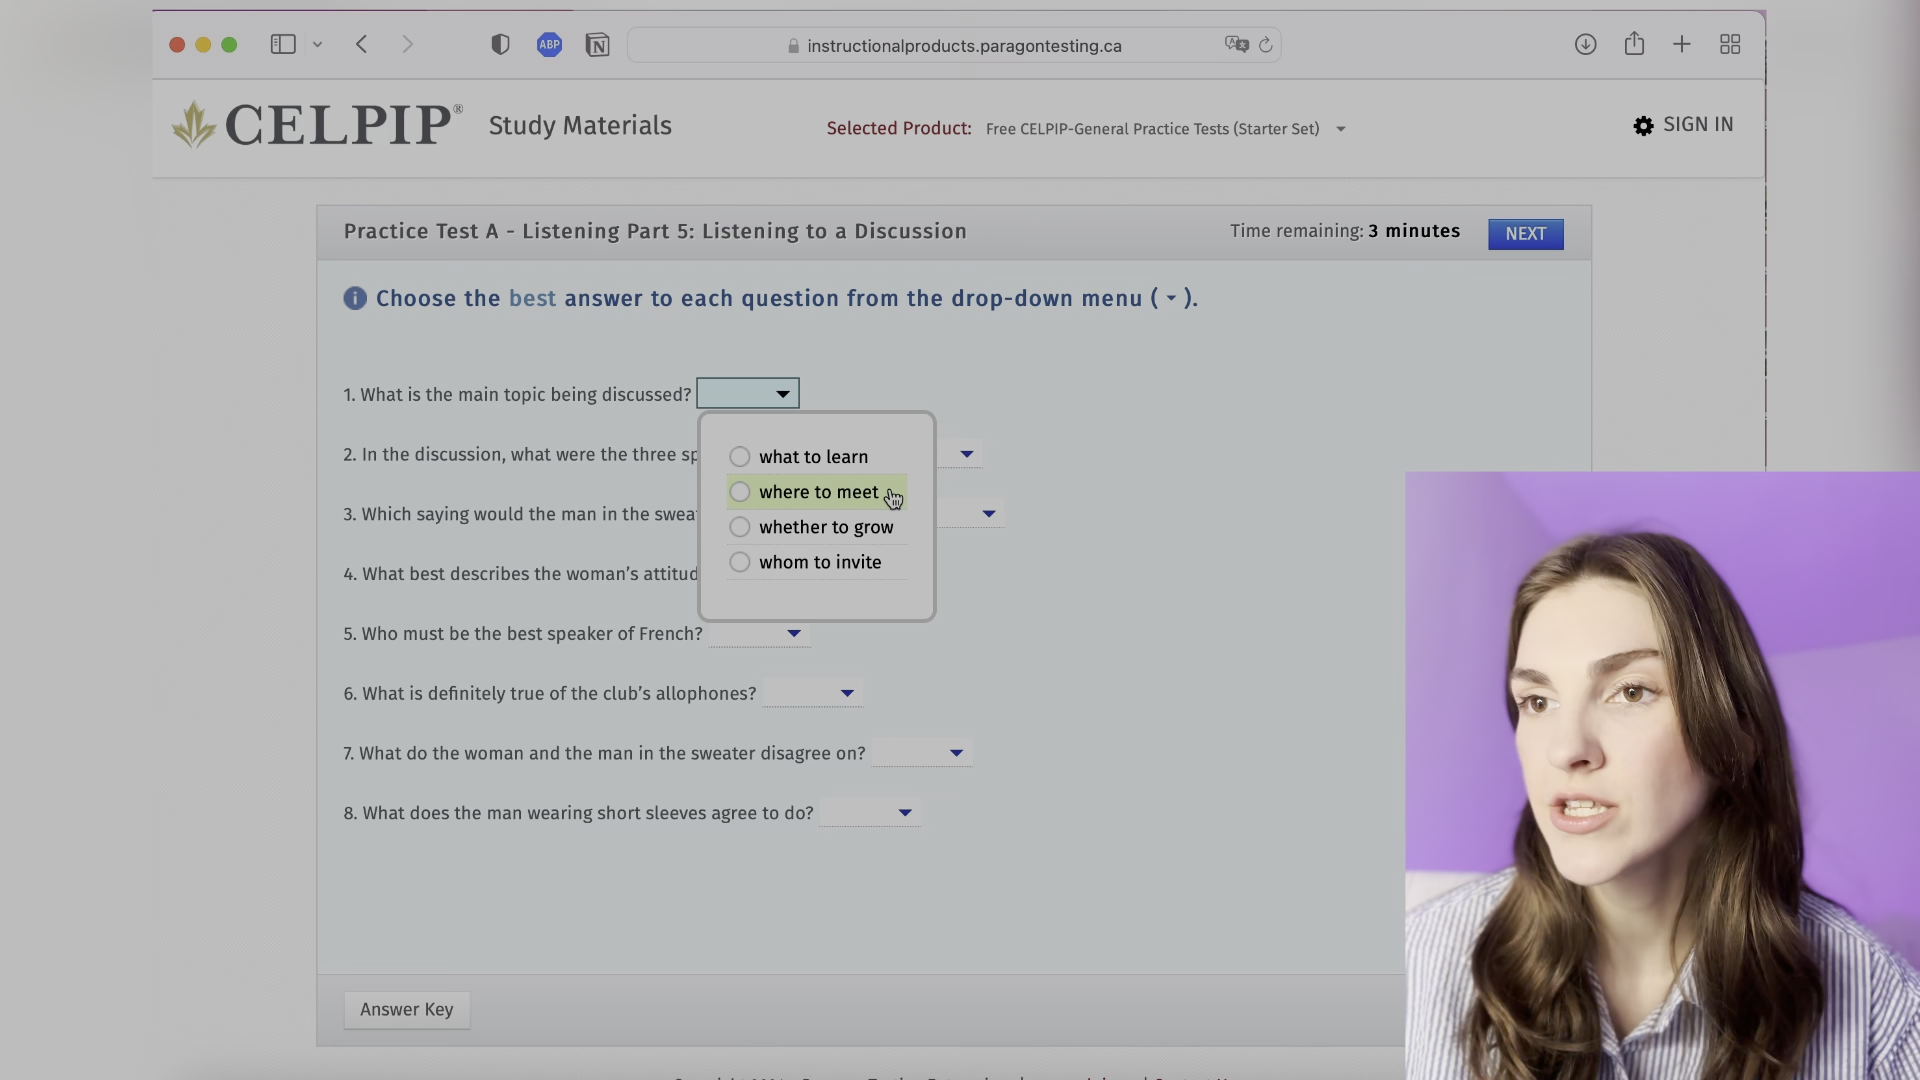 ABP
instructionalproducts.paragontesting.ca
CELPIP®
Study Materials
Selected Product: Free CELPIP-General Practice Tests (Starter Set)
SIGN IN
Practice Test A - Listening Part 5: Listening to a Discussion
Time remaining: 3 minutes
NEXT
Choose the best answer to each question from the drop-down menu ( ).
1. What is the main topic being discussed?
what to learn
where to meet
whether to grow
whom to invite
2. In the discussion, what were the three
3. Which saying would the man in the
4. What best describes the woman's
5. Who must be the best speaker of French?
6. What is definitely true of the club's allophones?
7. What do the woman and the man in the sweater disagree on?
8. What does the man wearing short sleeves agree to do?
Answer Key